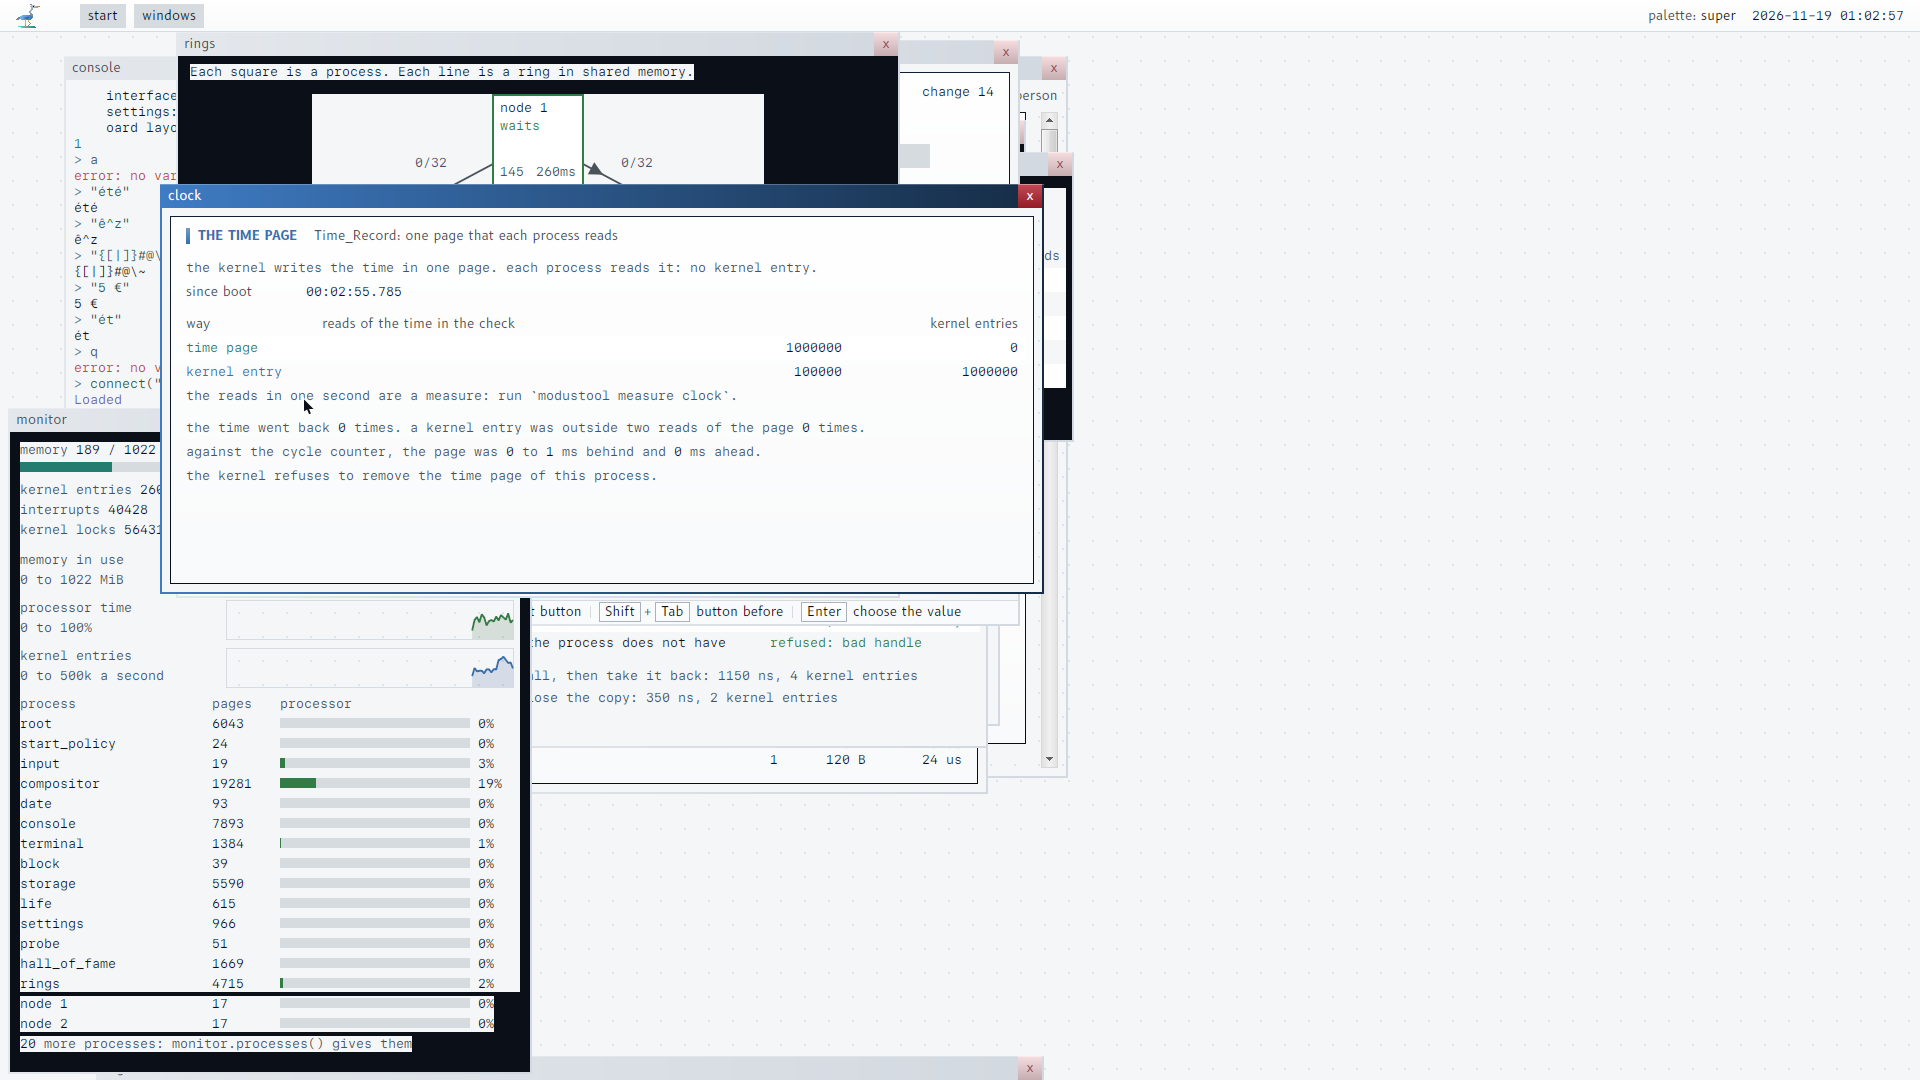 start windows palette: super 2026-11-19 01:02:57
rings x
x
console
x
Each square is a process. Each line is a ring in shared memory.
change 14
interface
settings:
oard layo
node 1
waits
0/32 0/32
145 260ms
1
> a
error: no var
> "été"
été
> "ê^z"
ê^z
> "{[|]}#@\
{[|]}#@\~
> "5 €"
5 €
> "ét"
ét
> q
error: no v
> connect("
Loaded
x
ds
clock x
THE TIME PAGE Time_Record: one page that each process reads
the kernel writes the time in one page. each process reads it: no kernel entry.
since boot 00:02:55.785
way reads of the time in the check kernel entries
time page 1000000 0
kernel entry 100000 1000000
the reads in one second are a measure: run `modustool measure clock`.
the time went back 0 times. a kernel entry was outside two reads of the page 0 times.
against the cycle counter, the page was 0 to 1 ms behind and 0 ms ahead.
the kernel refuses to remove the time page of this process.
monitor
memory 189 / 1022
kernel entries 260
interrupts 40428
kernel locks 56431
memory in use
0 to 1022 MiB
processor time
0 to 100%
kernel entries
0 to 500k a second
process pages processor
root 6043 0%
start_policy 24 0%
input 19 3%
compositor 19281 19%
date 93 0%
console 7893 0%
terminal 1384 1%
block 39 0%
storage 5590 0%
life 615 0%
settings 966 0%
probe 51 0%
hall_of_fame 1669 0%
rings 4715 2%
node 1 17 0%
node 2 17 0%
20 more processes: monitor.processes() gives them
button Shift + Tab button before Enter choose the value
the process does not have refused: bad handle
all, then take it back: 1150 ns, 4 kernel entries
lose the copy: 350 ns, 2 kernel entries
1 120 B 24 us
x